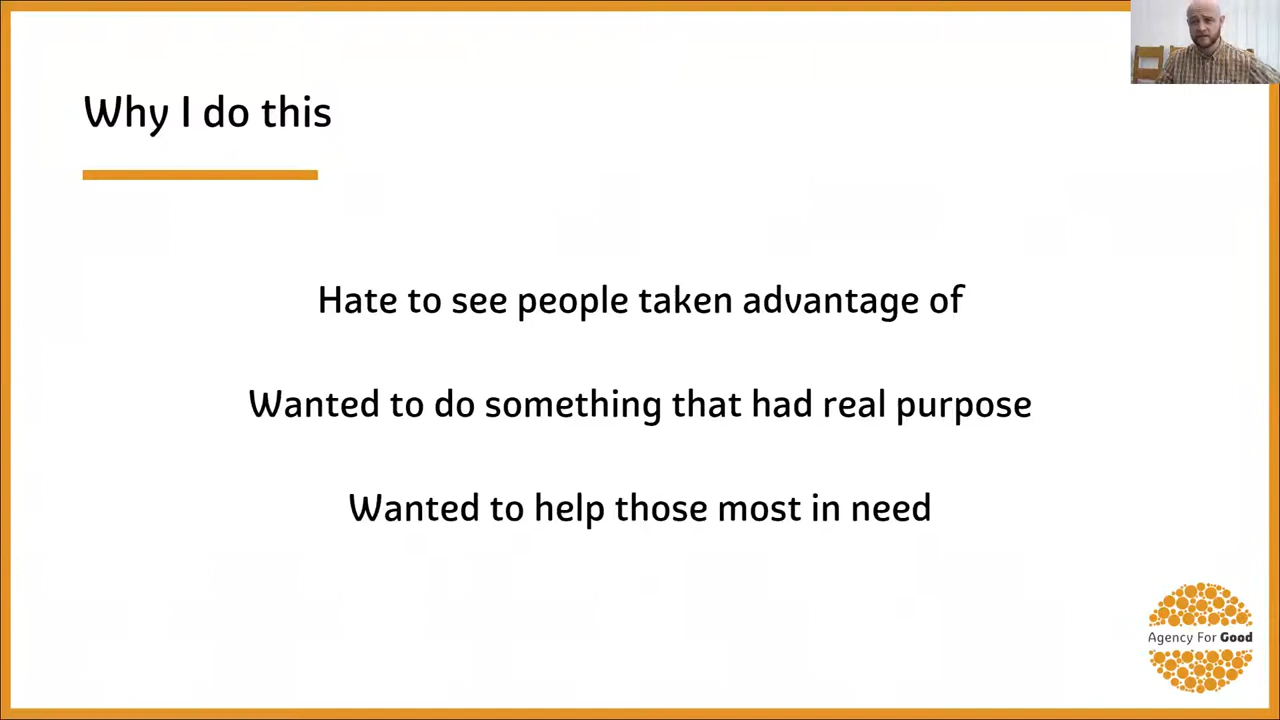 Why I do this
Hate to see people taken advantage of
Wanted to do something that had real purpose
Wanted to help those most in need
Agency For Good